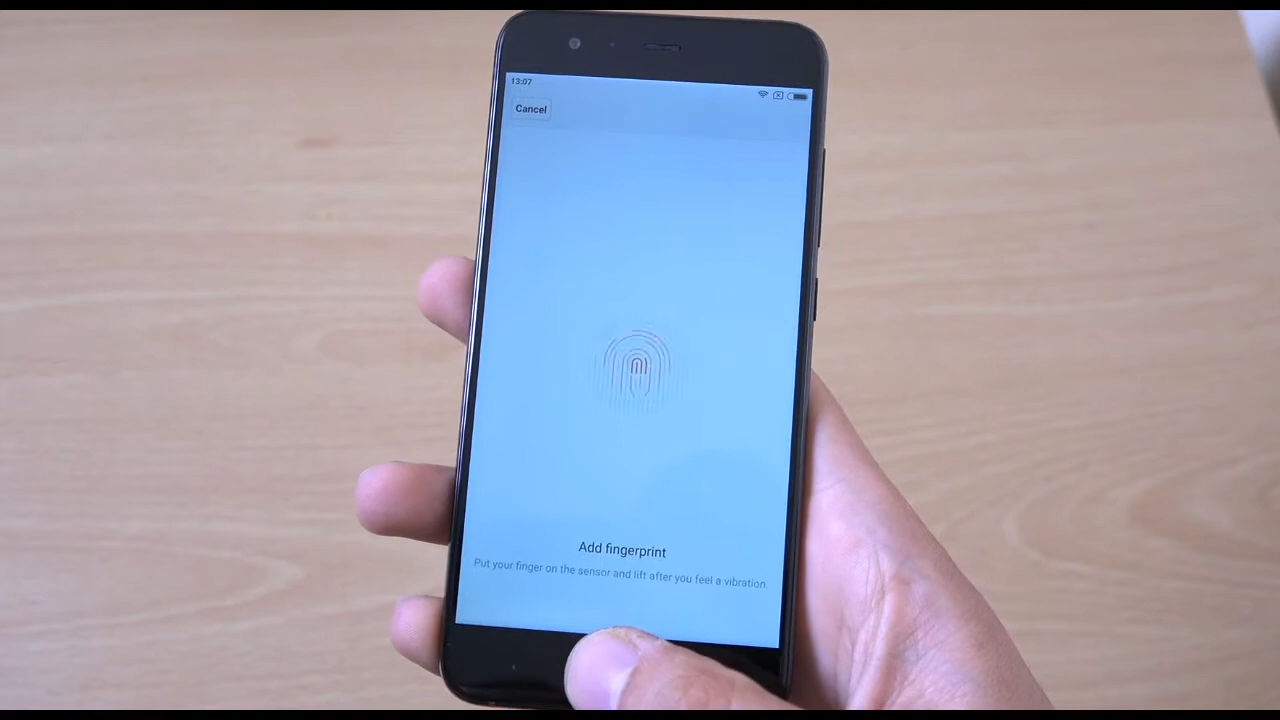 13:07
Cancel
Add fingerprint
Put your finger on the sensor and lift after you feel a vibration.